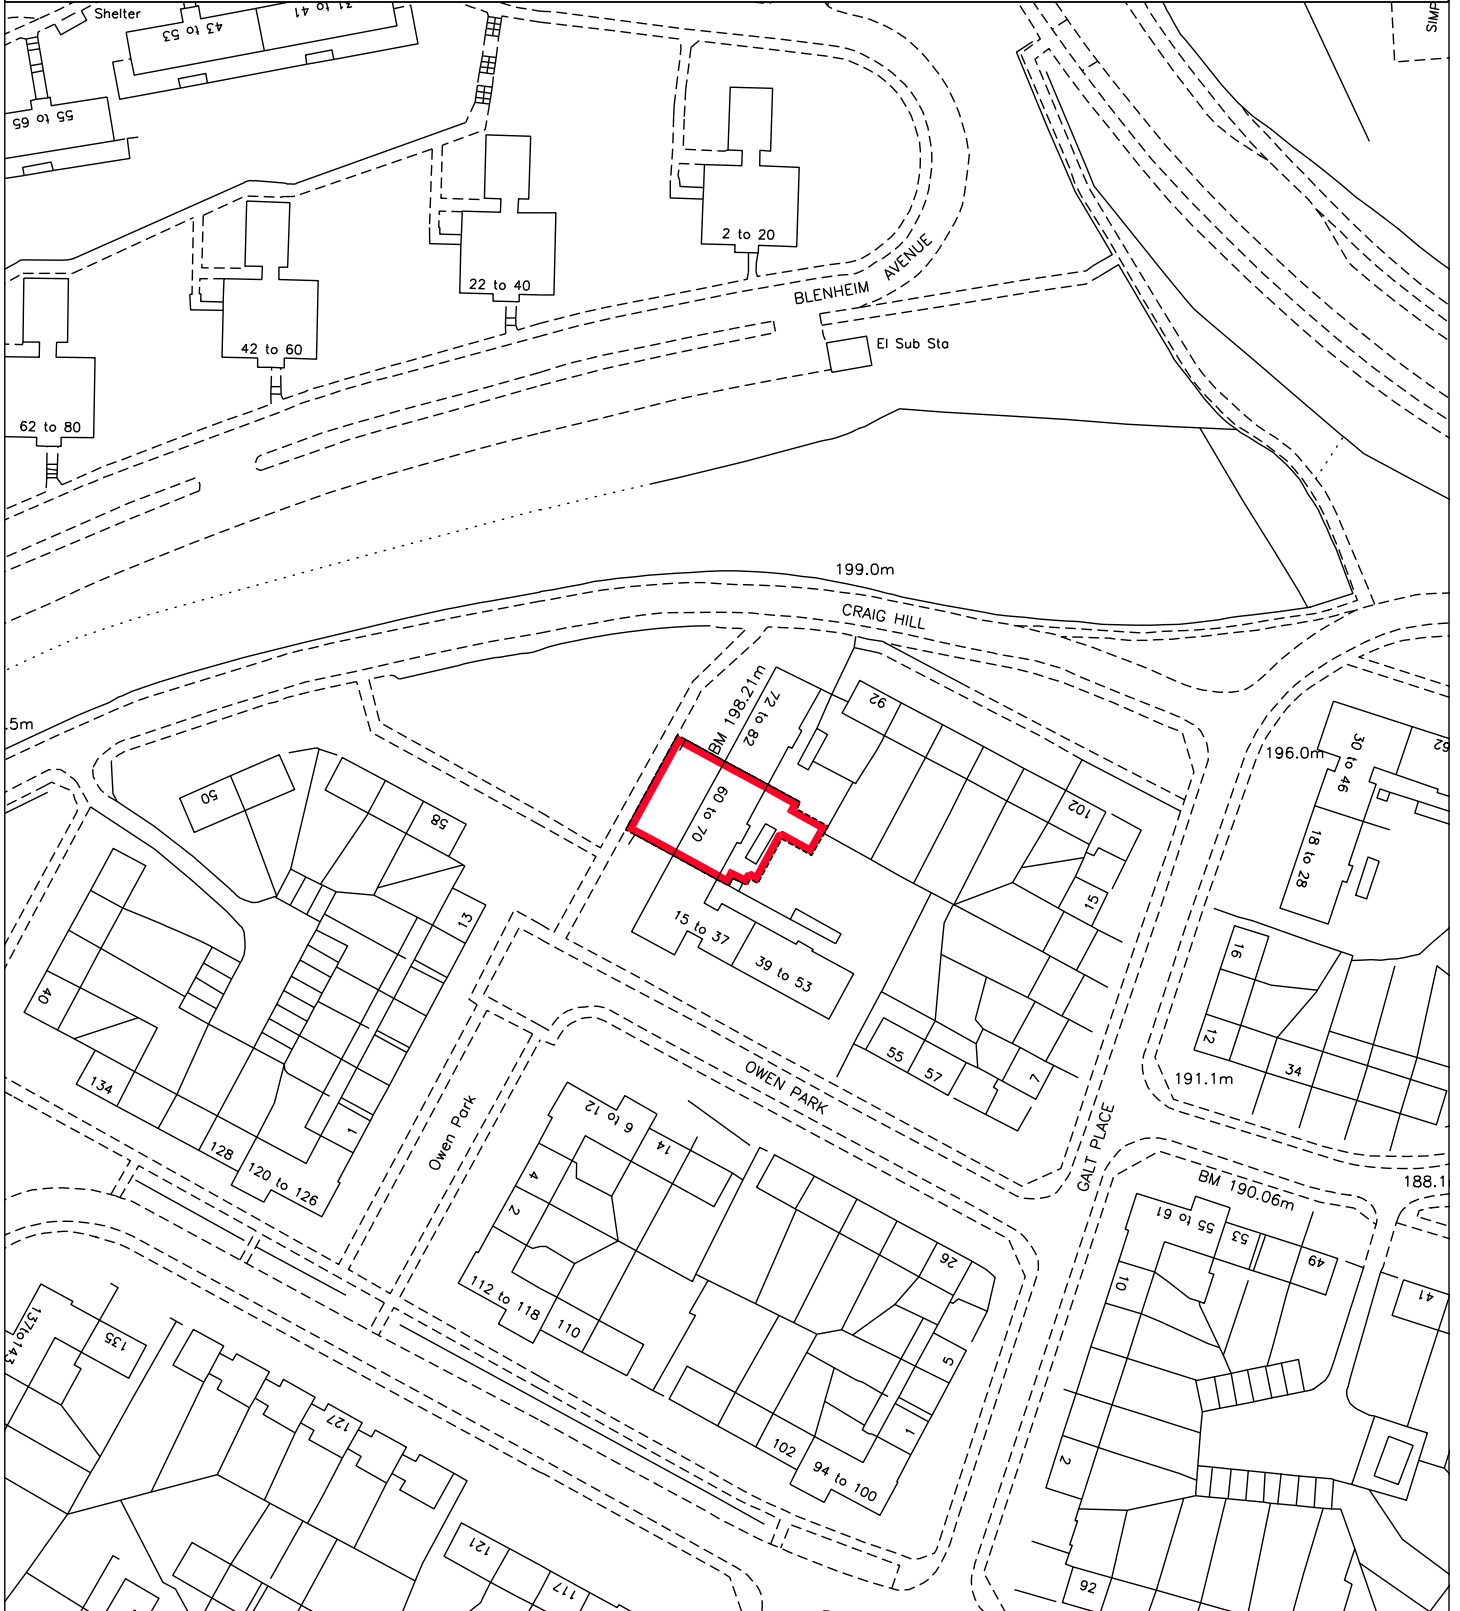 Shelter
43 to 53
31 to 41
SIMP
55 to 65
2 to 20
BLENHEIM AVENUE
22 to 40
El Sub Sta
42 to 60
62 to 80
199.0m
CRAIG HILL
.5m
BM 198.21m
72 to 82
92
30 to 46
62
196.0m
50
58
60 to 70
102
18 to 28
13
15
15 to 37
39 to 53
16
40
12
55
57
7
34
191.1m
134
OWEN PARK
Owen Park
6 to 12
14
1
128
120 to 126
4
2
GALT PLACE
BM 190.06m
188.1
55 to 61
53
49
26
10
41
112 to 118
110
137to143
135
5
127
1
102
94 to 100
2
121
117
92